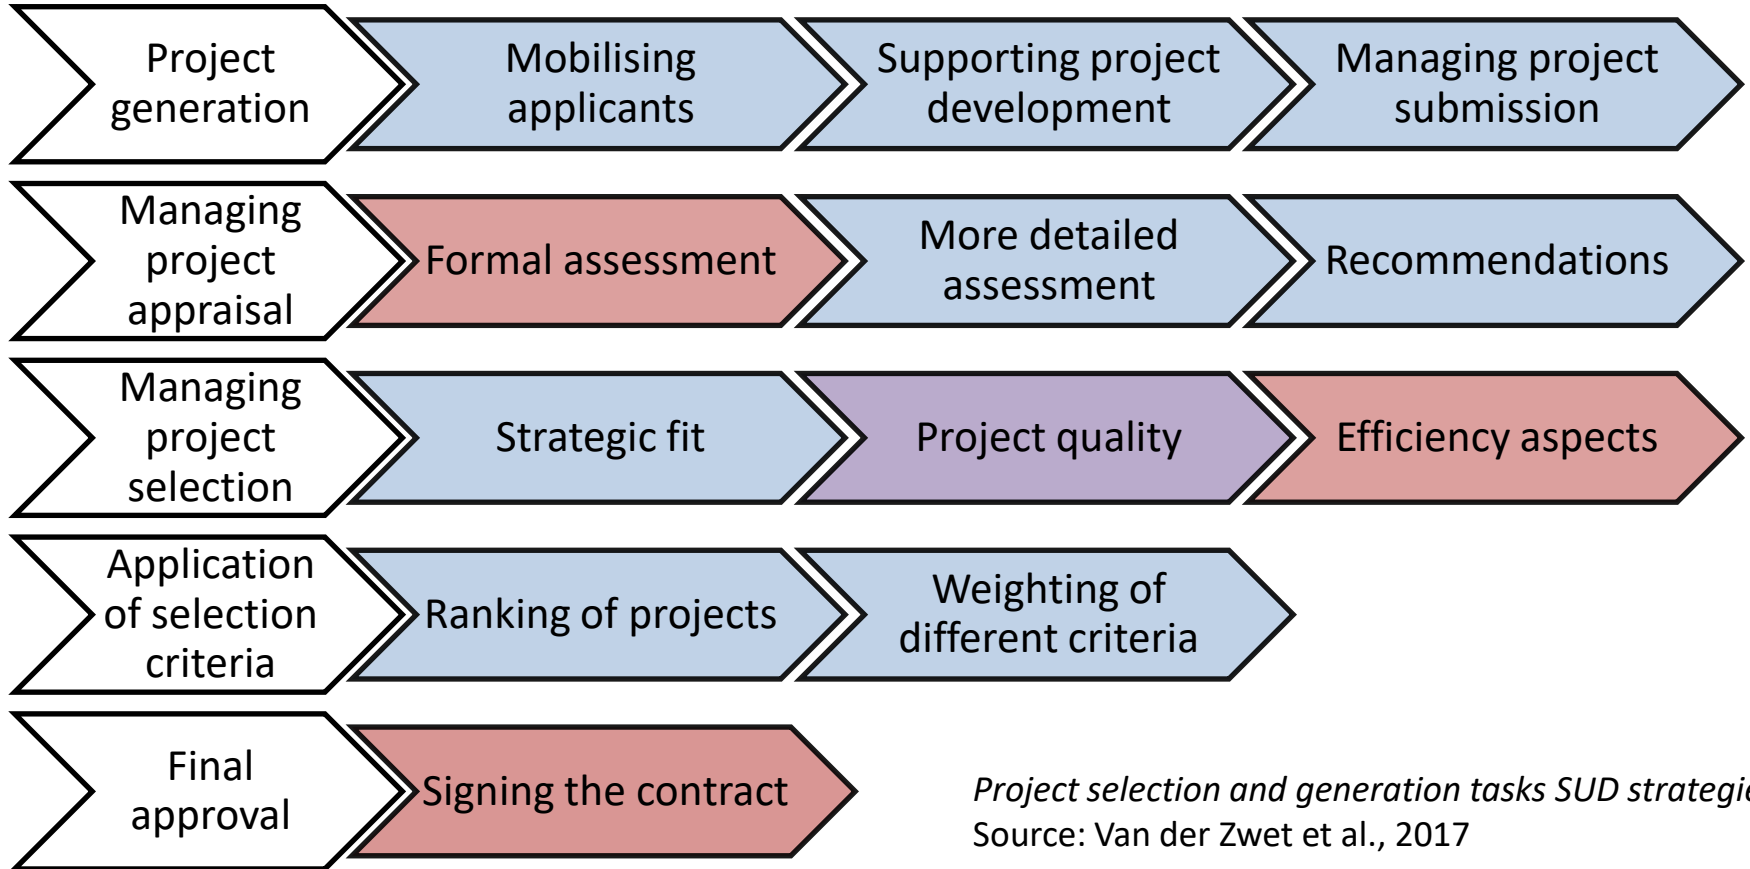 Project
generation
Mobilising
applicants
Supporting project
development
Managing project
submission
Managing
project
appraisal
Formal assessment
More detailed
assessment
Recommendations
Managing
project
selection
Strategic fit
Project quality
Efficiency aspects
Application
of selection
criteria
Ranking of projects
Weighting of
different criteria
Final
approval
Signing the contract
Project selection and generation tasks SUD strategie
Source: Van der Zwet et al., 2017